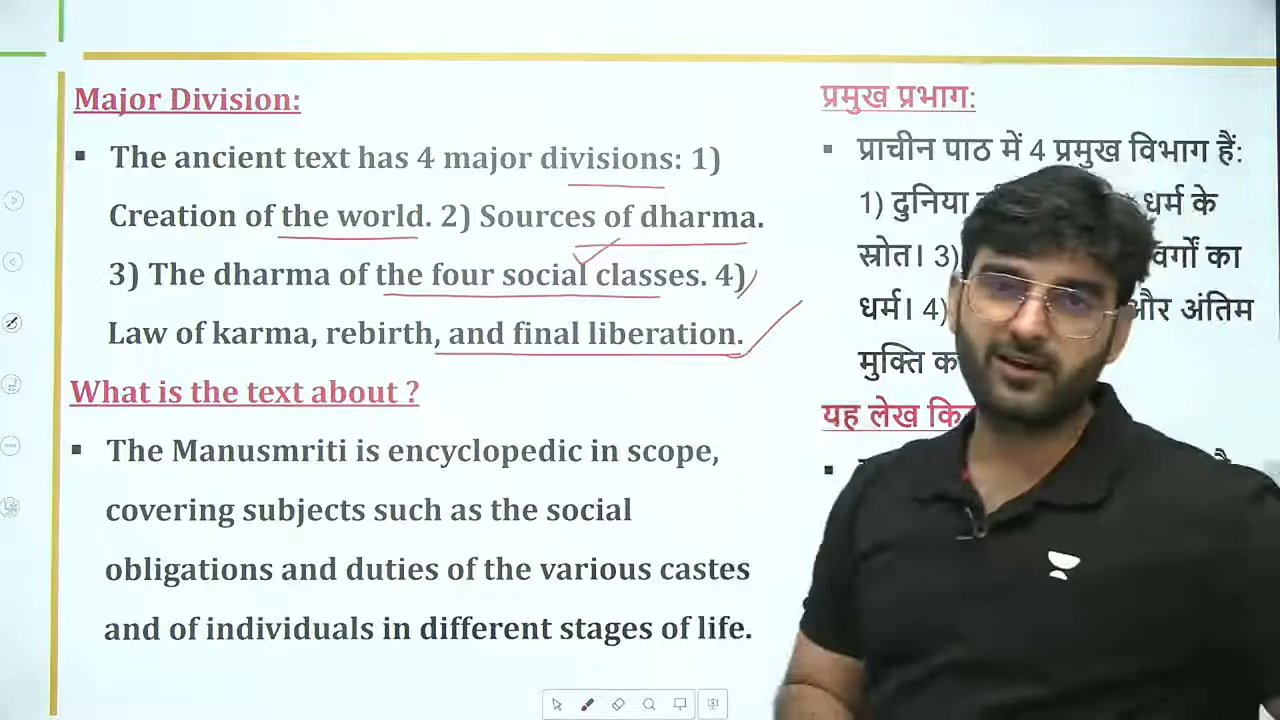 Major Division:
▪ The ancient text has 4 major divisions: 1)
Creation of the world. 2) Sources of dharma.
3) The dharma of the four social classes. 4)
Law of karma, rebirth, and final liberation.
What is the text about ?
▪ The Manusmriti is encyclopedic in scope,
covering subjects such as the social
obligations and duties of the various castes
and of individuals in different stages of life.
प्रमुख प्रभाग:
▪ प्राचीन पाठ में 4 प्रमुख विभाग हैं:
1) दुनिया धर्म के
स्रोत। 3) वर्गों का
धर्म। 4) और अंतिम
मुक्ति
यह लेख